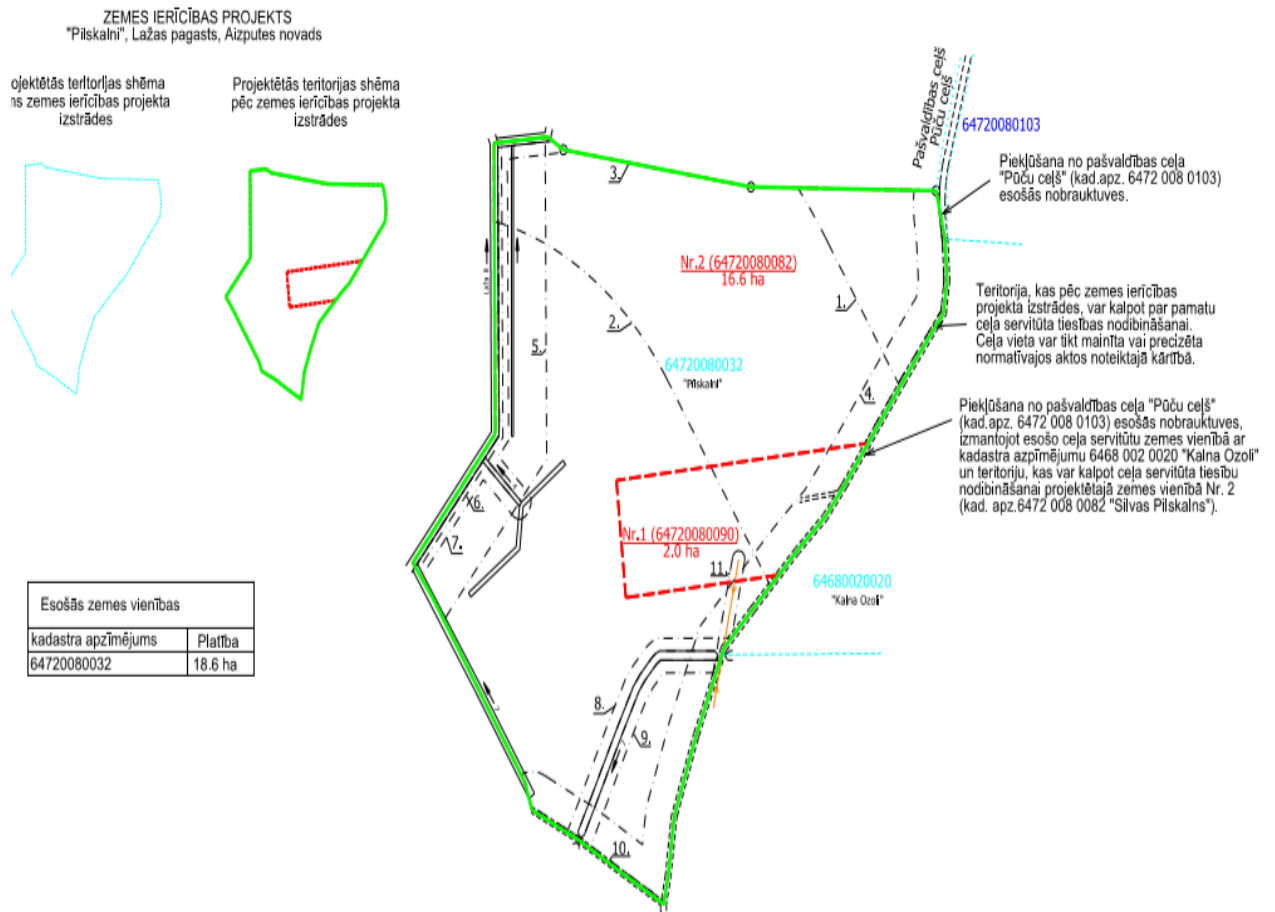 ZEMES IERĪCĪBAS PROJEKTS
"Pilskalni", Lažas pagasts, Aizputes novads
ojektētās teritorijas shēma
ns zemes ierīcības projekta
izstrādes
Projektētās teritorijas shēma
pēc zemes ierīcības projekta
izstrādes
Pašvaldības ceļš
Pūču ceļš
64720080103
Piekļūšana no pašvaldības ceļa
"Pūču ceļš" (kad.apz. 6472 008 0103)
esošās nobrauktuves.
3.
Nr.2 (64720080082)
16.6 ha
1.
2.
5.
64720080032
"Pilskalni"
4.
Teritorija, kas pēc zemes ierīcības
projekta izstrādes, var kalpot par pamatu
ceļa servitūta tiesības nodibināšanai.
Ceļa vieta var tikt mainīta vai precizēta
normatīvajos aktos noteiktajā kārtībā.
Piekļūšana no pašvaldības ceļa "Pūču ceļš"
(kad.apz. 6472 008 0103) esošās nobrauktuves,
izmantojot esošo ceļa servitūtu zemes vienībā ar
kadastra azpīmējumu 6468 002 0020 "Kalna Ozoli"
un teritoriju, kas var kalpot ceļa servitūta tiesību
nodibināšanai projektētajā zemes vienībā Nr. 2
(kad. apz.6472 008 0082 "Silvas Pilskalns").
6.
7.
Nr.1 (64720080090)
2.0 ha
11.
64680020020
"Kalna Ozoli"
Esošās zemes vienības
kadastra apzīmējums Platība
64720080032 18.6 ha
8.
9.
10.